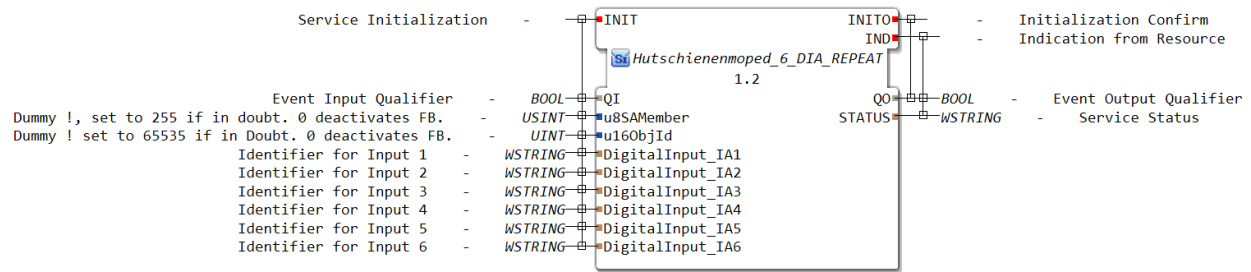 Service Initialization - INIT INITO - Initialization Confirm
IND - Indication from Resource
SI Hutschienenmoped_6_DIA_REPEAT
1.2
Event Input Qualifier - BOOL QI QO BOOL - Event Output Qualifier
Dummy !, set to 255 if in doubt. 0 deactivates FB. - USINT u8SAMember STATUS WSTRING - Service Status
Dummy ! set to 65535 if in Doubt. 0 deactivates FB. - UINT u16ObjId
Identifier for Input 1 - WSTRING DigitalInput_IA1
Identifier for Input 2 - WSTRING DigitalInput_IA2
Identifier for Input 3 - WSTRING DigitalInput_IA3
Identifier for Input 4 - WSTRING DigitalInput_IA4
Identifier for Input 5 - WSTRING DigitalInput_IA5
Identifier for Input 6 - WSTRING DigitalInput_IA6